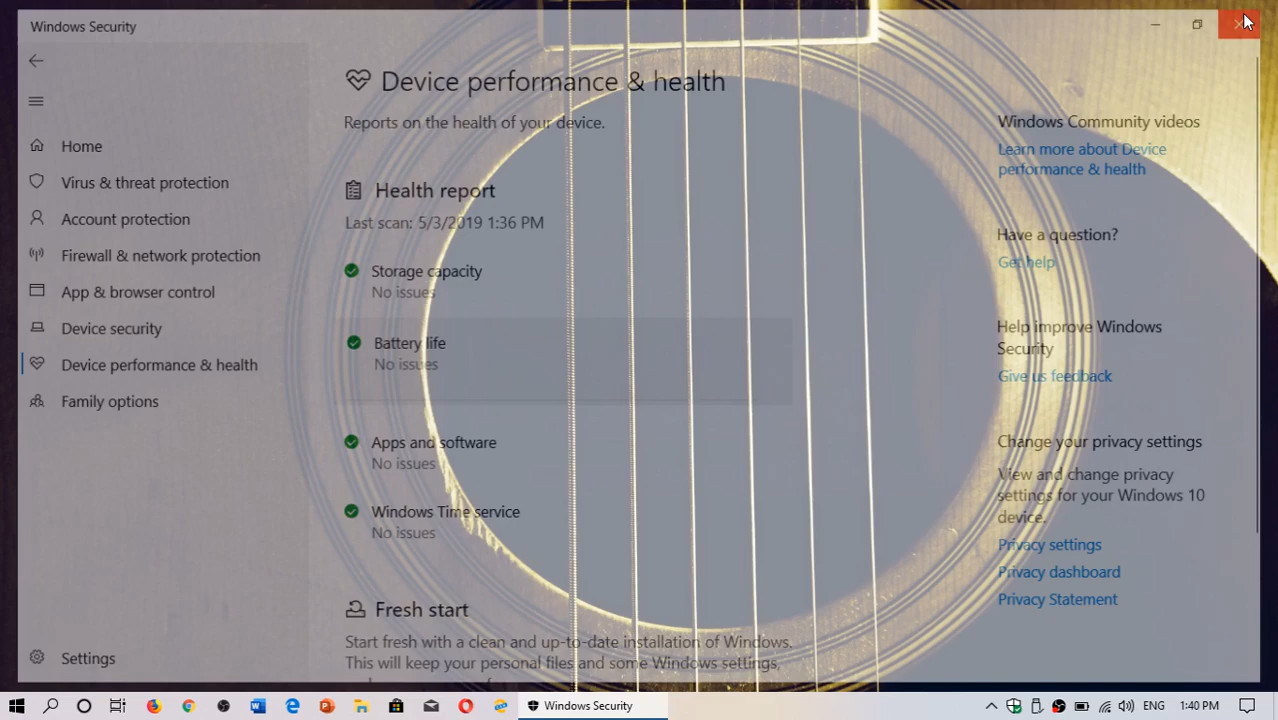 Windows Security
Home
Virus & threat protection
Account protection
Firewall & network protection
App & browser control
Device security
Device performance & health
Family options
Settings
Device performance & health
Reports on the health of your device.
Health report
Last scan: 5/3/2019 1:36 PM
Storage capacity
No issues
Battery life
No issues
Apps and software
No issues
Windows Time service
No issues
Fresh start
Start fresh with a clean and up-to-date installation of Windows.
This will keep your personal files and some Windows settings,
Windows Community videos
Learn more about Device
performance & health
Have a question?
Get help
Help improve Windows
Security
Give us feedback
Change your privacy settings
View and change privacy
settings for your Windows 10
device.
Privacy settings
Privacy dashboard
Privacy Statement
Windows Security
ENG
1:40 PM